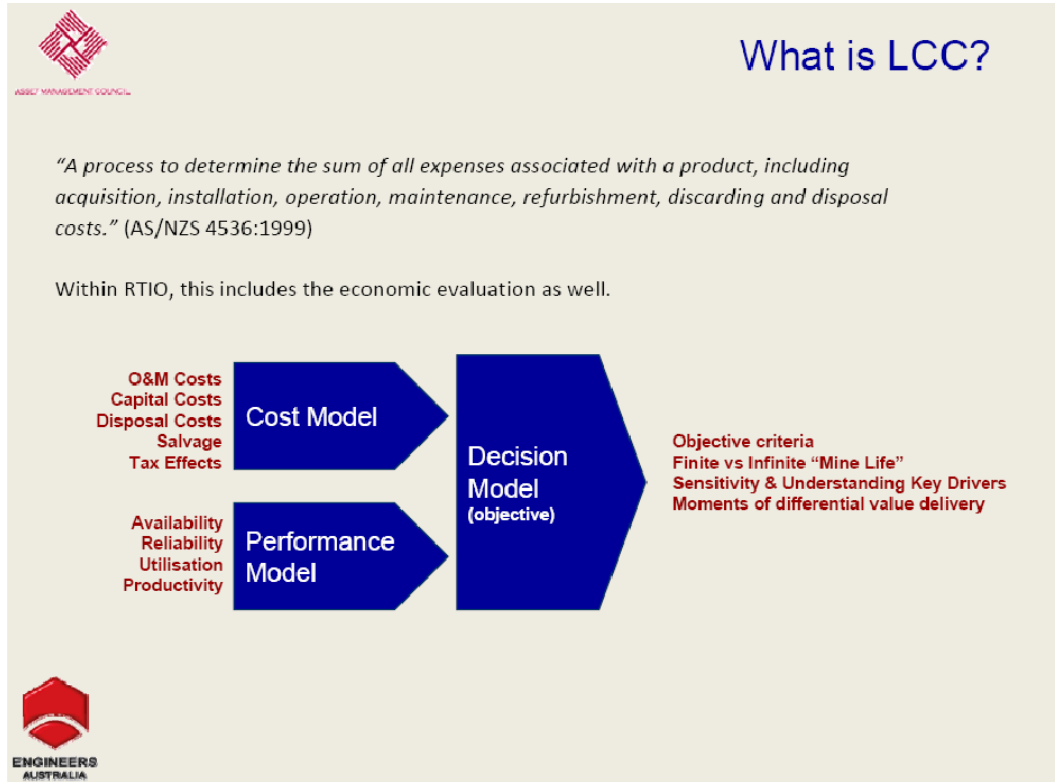 ASSET MANAGEMENT COUNCIL
What is LCC?
“A process to determine the sum of all expenses associated with a product, including
acquisition, installation, operation, maintenance, refurbishment, discarding and disposal
costs.” (AS/NZS 4536:1999)
Within RTIO, this includes the economic evaluation as well.
O&M Costs
Capital Costs
Disposal Costs
Salvage
Tax Effects
Cost Model
Availability
Reliability
Utilisation
Productivity
Performance
Model
Decision
Model
(objective)
Objective criteria
Finite vs Infinite “Mine Life”
Sensitivity & Understanding Key Drivers
Moments of differential value delivery
ENGINEERS
AUSTRALIA